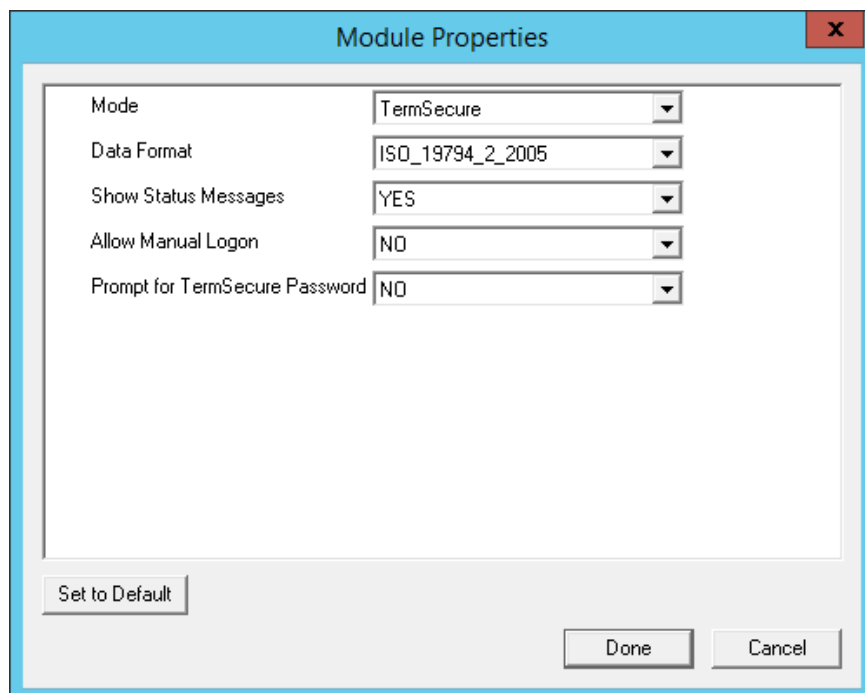 Module Properties
x
Mode TermSecure
Data Format ISO_19794_2_2005
Show Status Messages YES
Allow Manual Logon NO
Prompt for TermSecure Password NO
Set to Default
Done Cancel